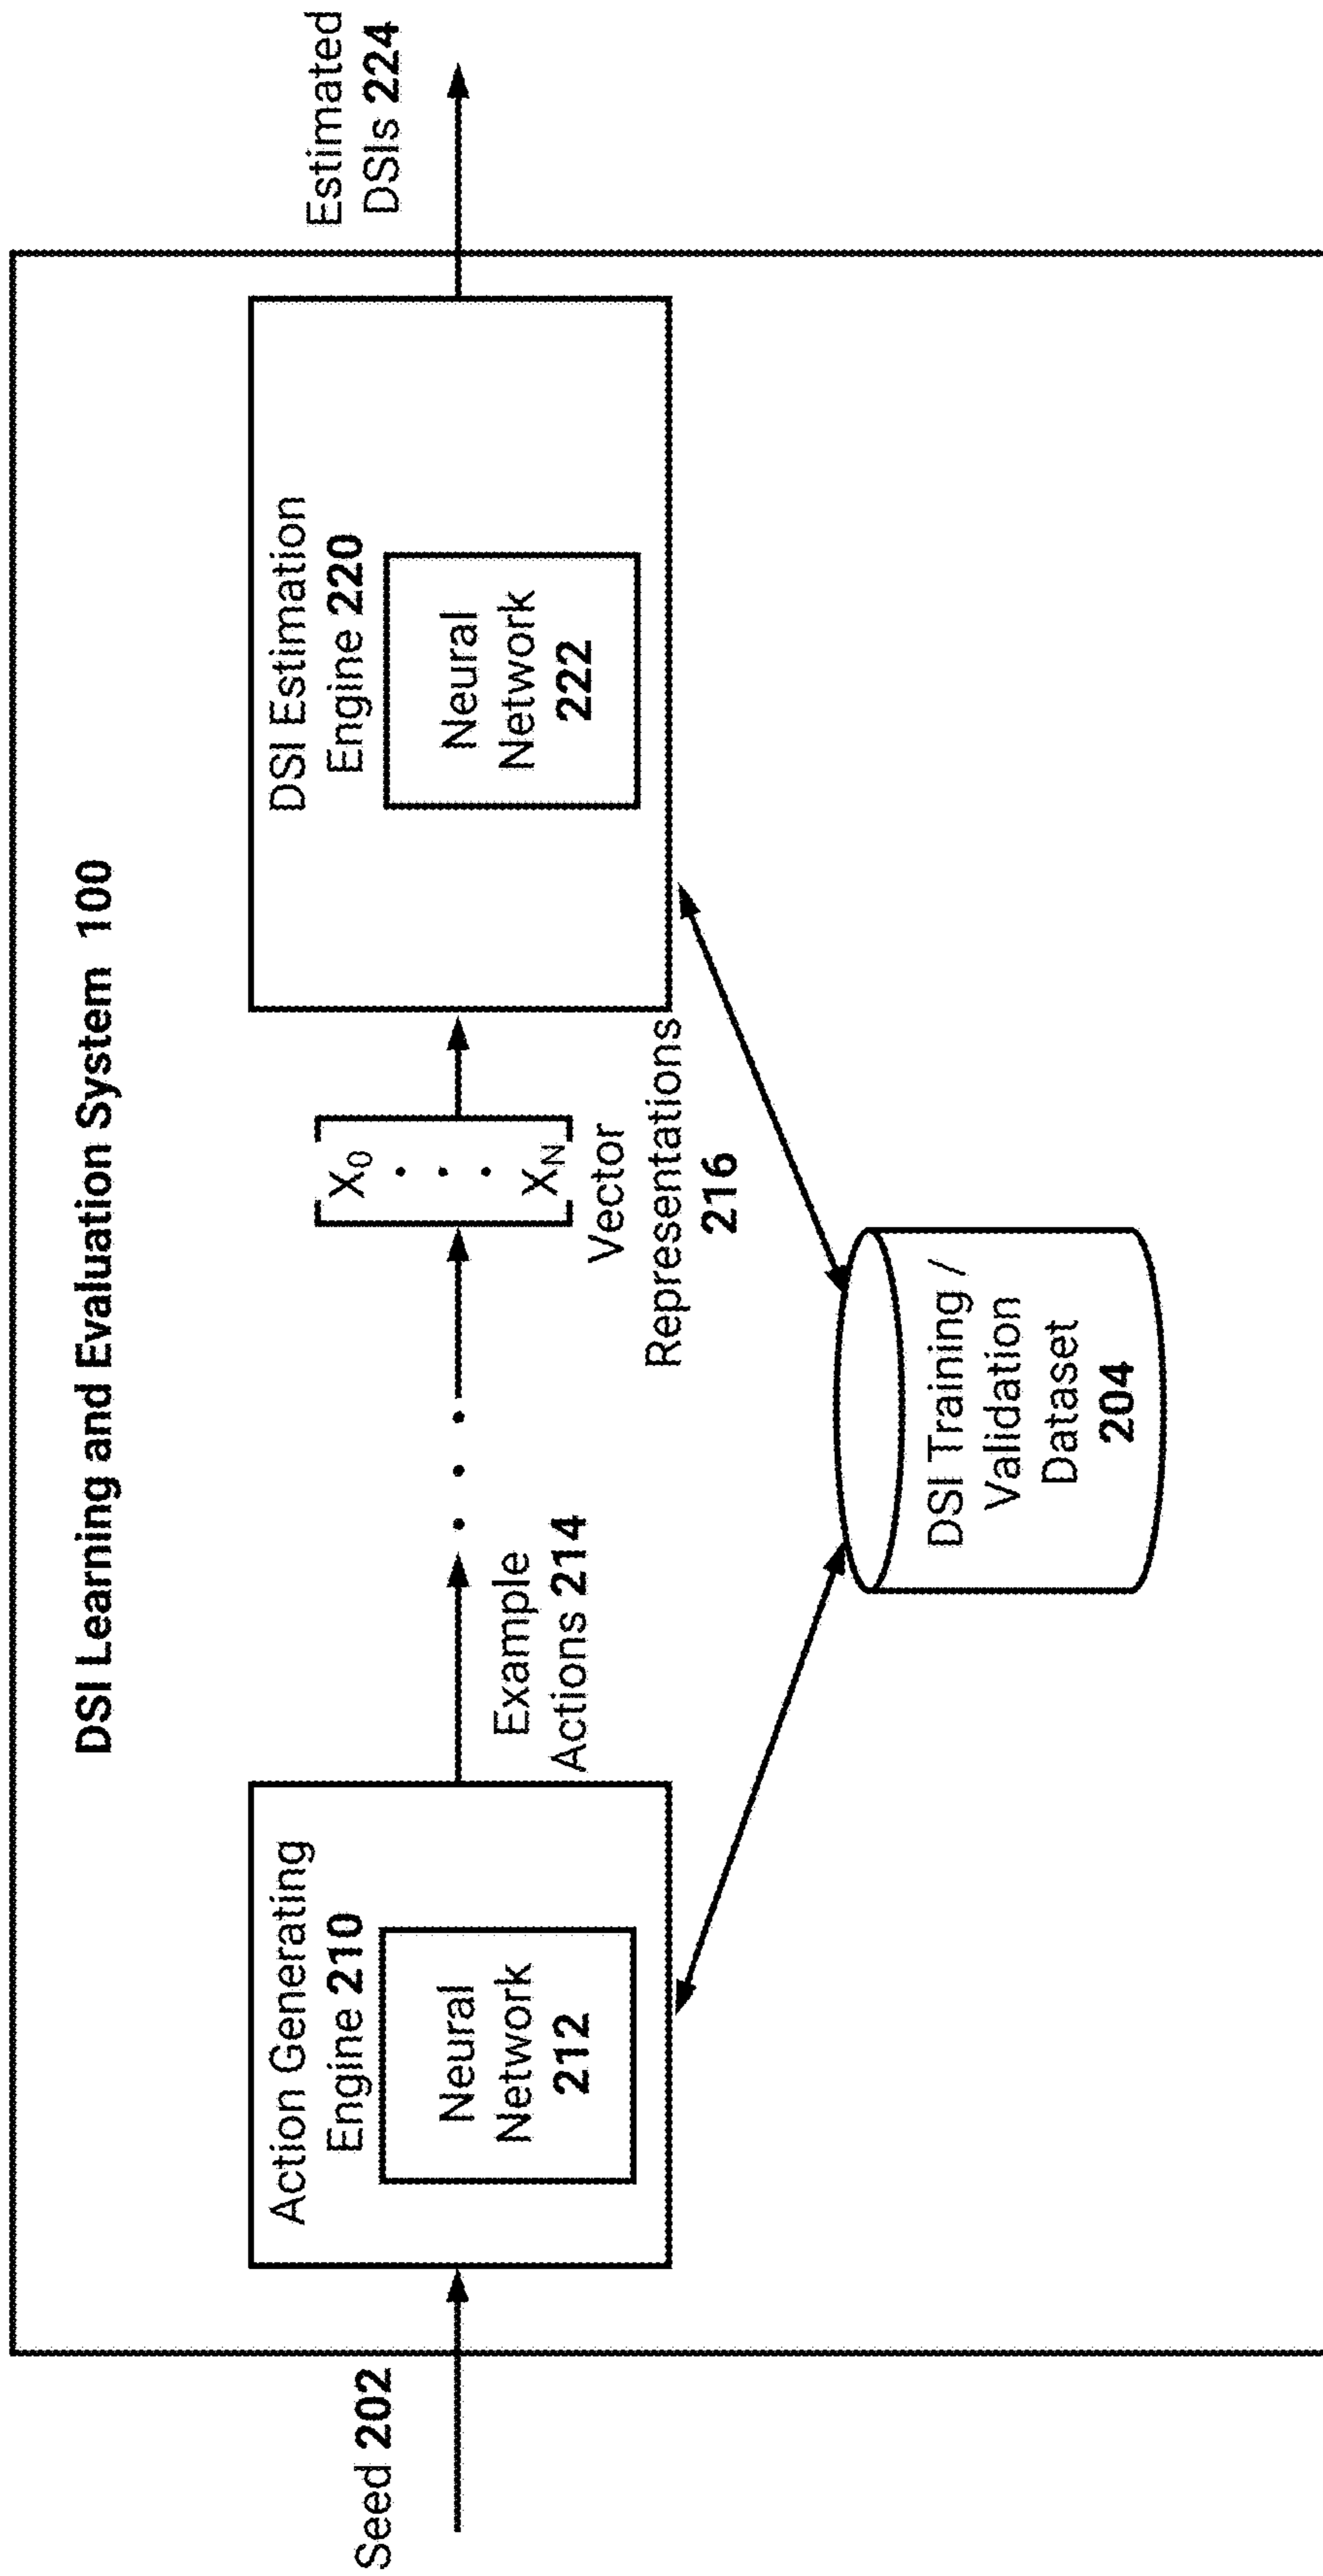 DSI Learning and Evaluation System 100
Seed 202
Action Generating
Engine 210
Neural
Network
212
Example
Actions 214
X0
XN
Vector
Representations
216
DSI Estimation
Engine 220
Neural
Network
222
Estimated
DSIs 224
DSI Training /
Validation
Dataset
204